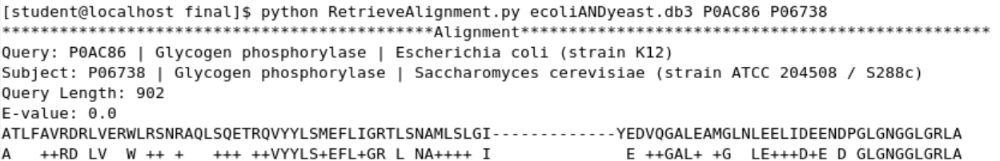 [student@localhost final]$ python RetrieveAlignment.py ecoliANDyeast.db3 P0AC86 P06738
*********************************************Alignment*************************************************
Query: P0AC86 | Glycogen phosphorylase | Escherichia coli (strain K12)
Subject: P06738 | Glycogen phosphorylase | Saccharomyces cerevisiae (strain ATCC 204508 / S288c)
Query Length: 902
E-value: 0.0
ATLFAVRDRLVERWLRSNRAQLSQETRQVYYLSMEFLIGRTLSNAMLSLGI-------------YEDVQGALEAMGLNLEELIDEENDPGLGNGGLGRLA
A   ++RD LV  W ++ +   +++ ++VYYLS+EFL+GR L NA++++ I              E ++GAL+ +G  LE+++D+E D GLGNGGLGRLA